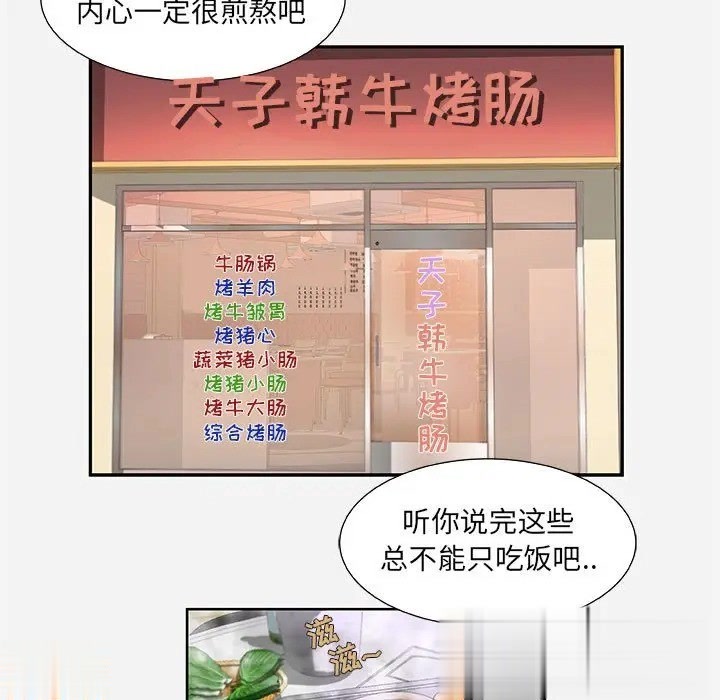 内心一定很煎熬吧
天子韩牛烤肠
牛肠锅
烤羊肉
烤牛皱胃
烤猪心
蔬菜猪小肠
烤猪小肠
烤牛大肠
综合烤肠
天子韩牛烤肠
听你说完这些
总不能只吃饭吧..
滋
滋~